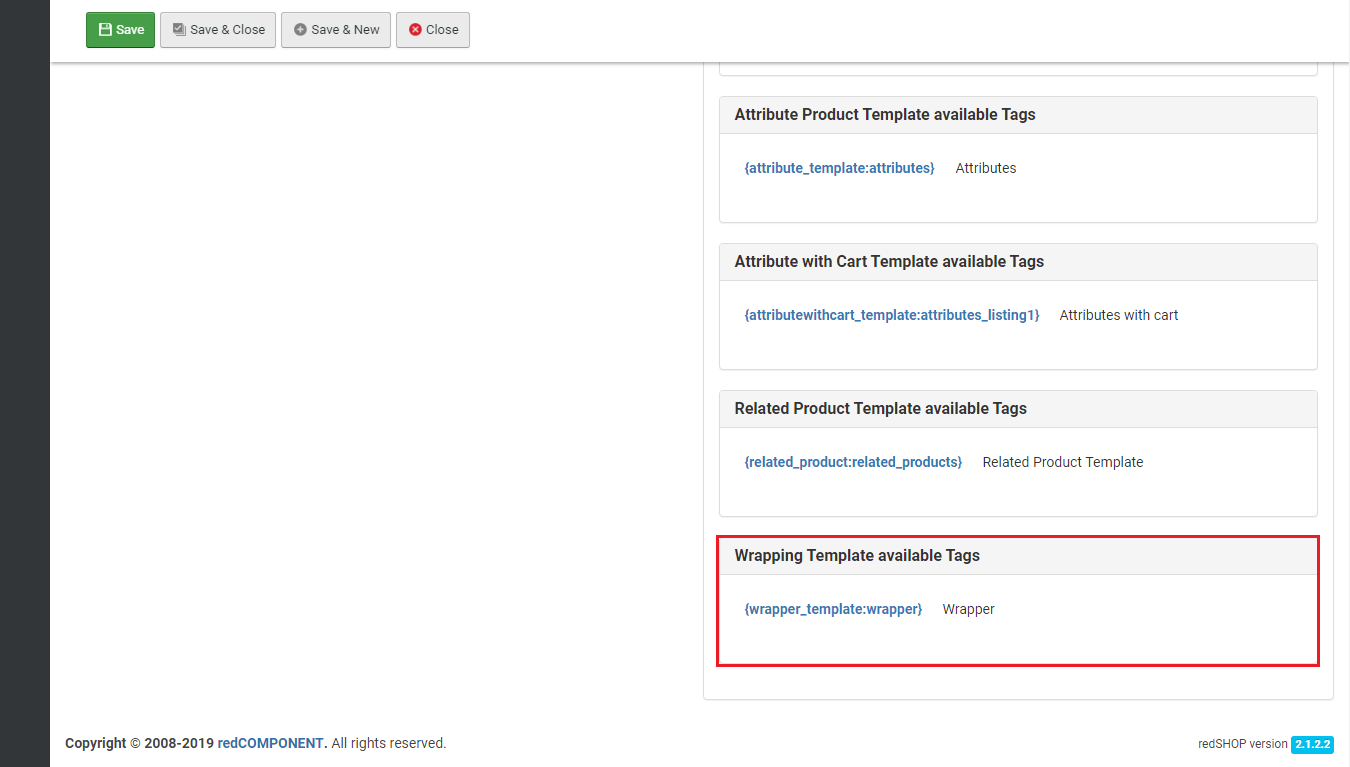 Save Save & Close Save & New Close
Attribute Product Template available Tags
{attribute_template:attributes} Attributes
Attribute with Cart Template available Tags
{attributewithcart_template:attributes_listing1} Attributes with cart
Related Product Template available Tags
{related_product:related_products} Related Product Template
Wrapping Template available Tags
{wrapper_template:wrapper} Wrapper
Copyright © 2008-2019 redCOMPONENT. All rights reserved. redSHOP version 2.1.2.2